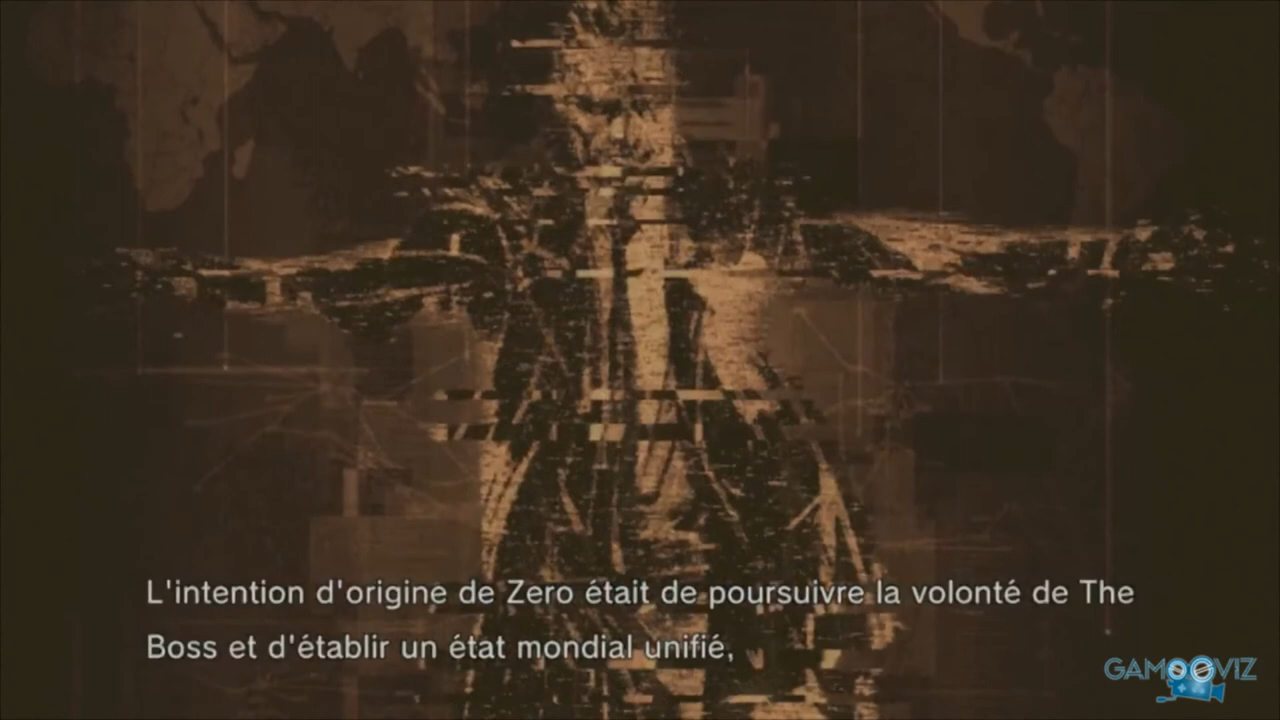 L'intention d'origine de Zero était de poursuivre la volonté de The
Boss et d'établir un état mondial unifié,
GAMOOVIZ